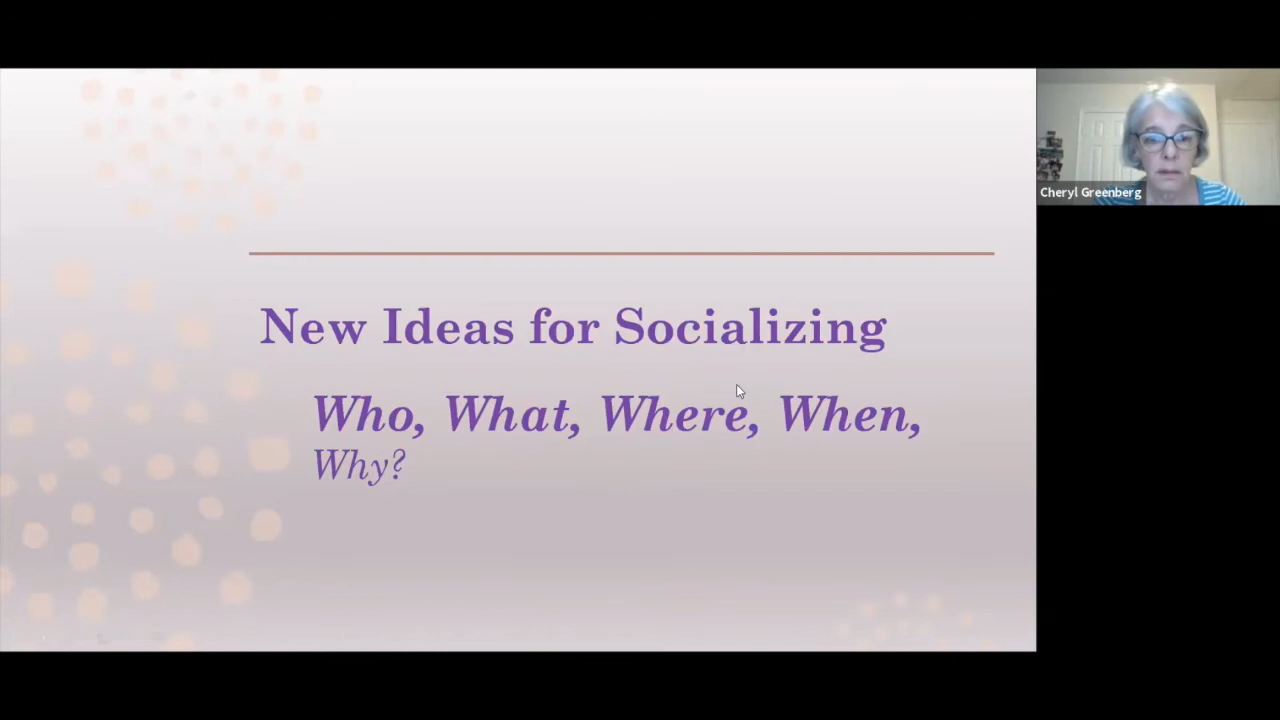 New Ideas for Socializing
Who, What, Where, When,
Why?
Cheryl Greenberg